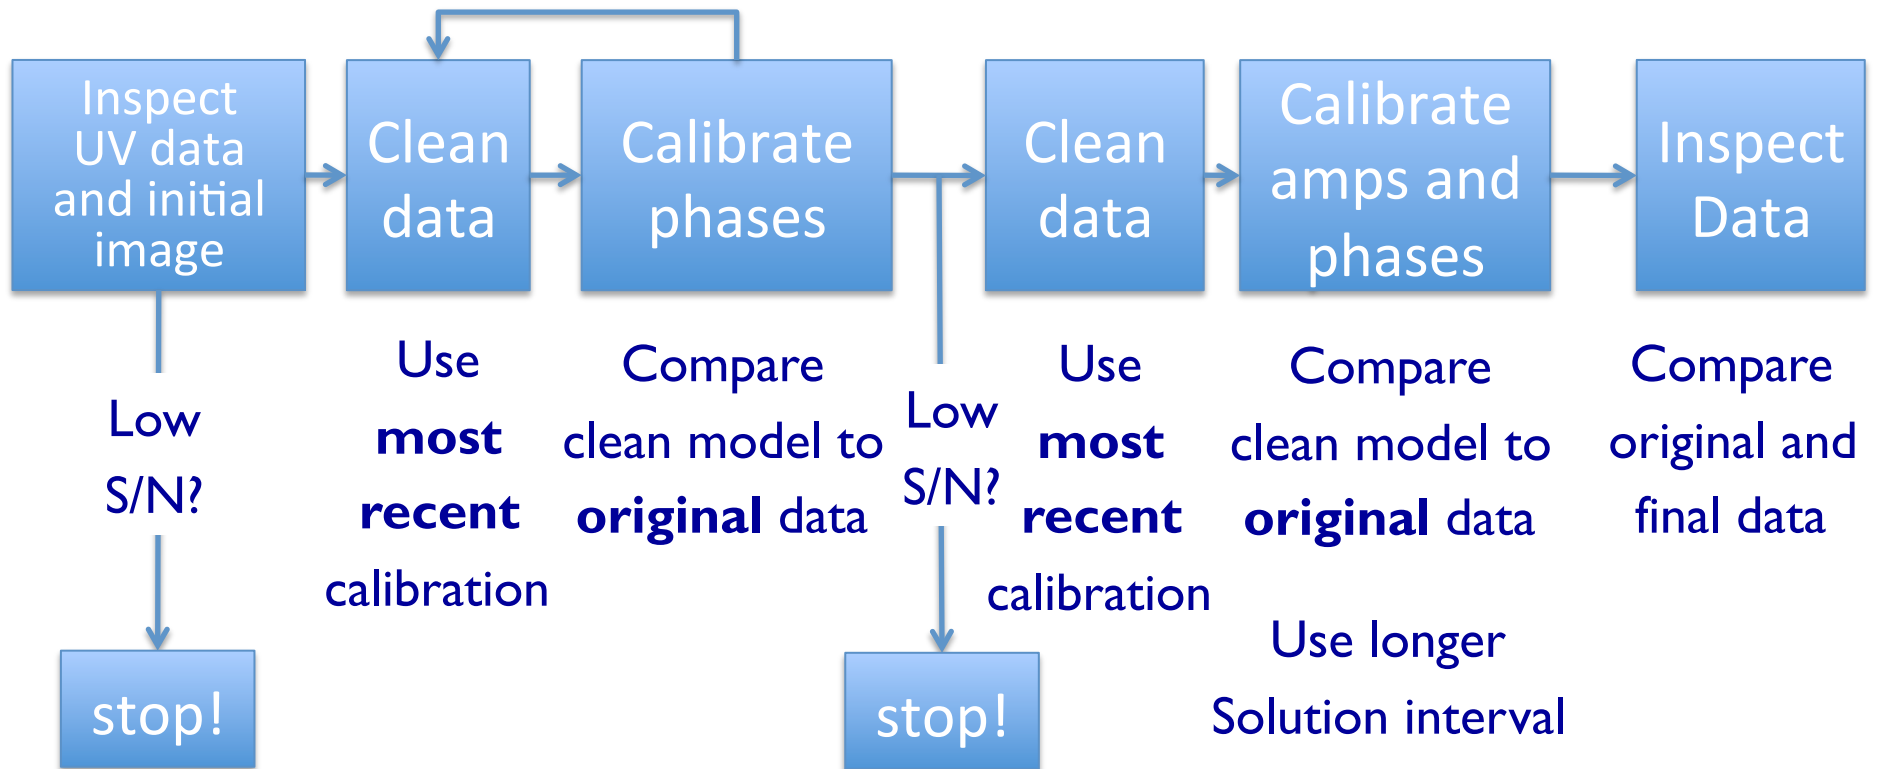 Inspect
UV data
and initial
image
Clean
data
Calibrate
phases
Clean
data
Calibrate
amps and
phases
Inspect
Data
Low
S/N?
stop!
Use
most
recent
calibration
Compare
clean model to
original data
Low
S/N?
stop!
Use
most
recent
calibration
Compare
clean model to
original data
Use longer
Solution interval
Compare
original and
final data